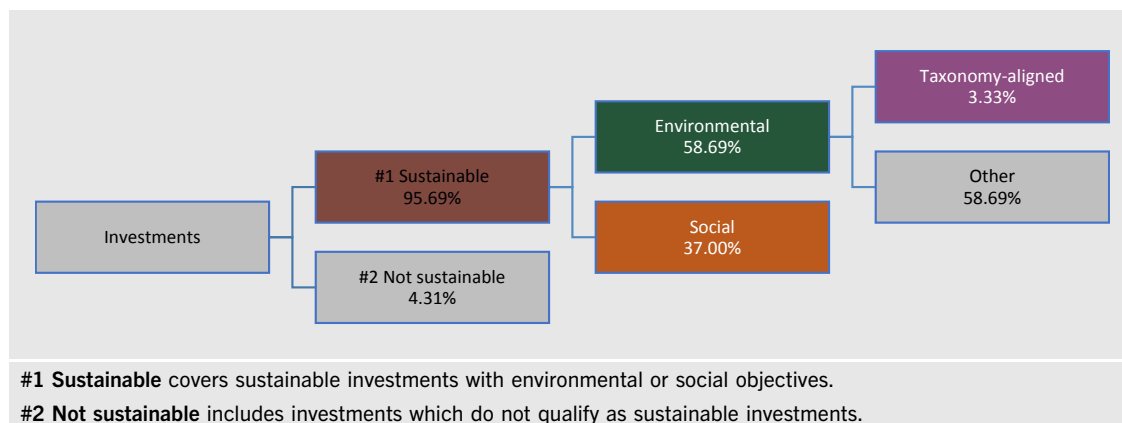 Investments
#1 Sustainable
95.69%
#2 Not sustainable
4.31%
Environmental
58.69%
Social
37.00%
Taxonomy-aligned
3.33%
Other
58.69%
#1 Sustainable covers sustainable investments with environmental or social objectives.
#2 Not sustainable includes investments which do not qualify as sustainable investments.